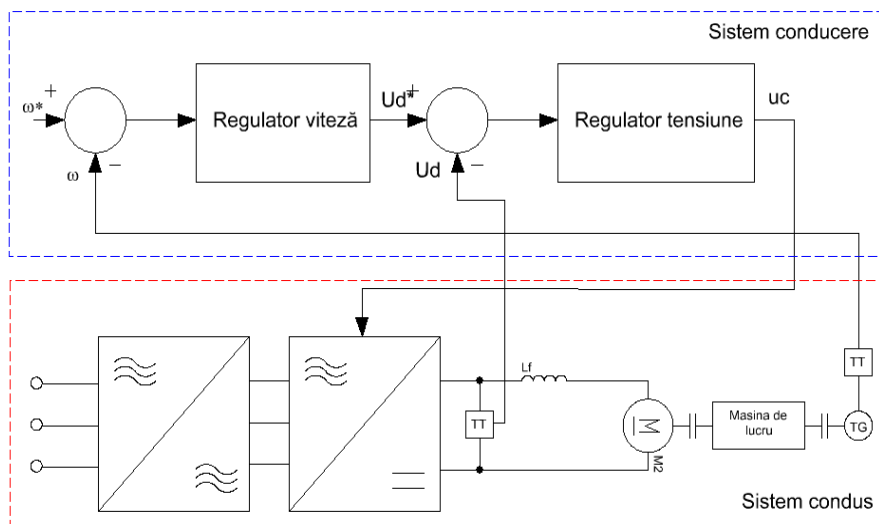 Sistem conducere
+
ω*
Regulator viteză
Ud*
+
Regulator tensiune
uc
−
ω
−
Ud
Lf
TT
TT
M
M2
Masina de
lucru
TG
Sistem condus